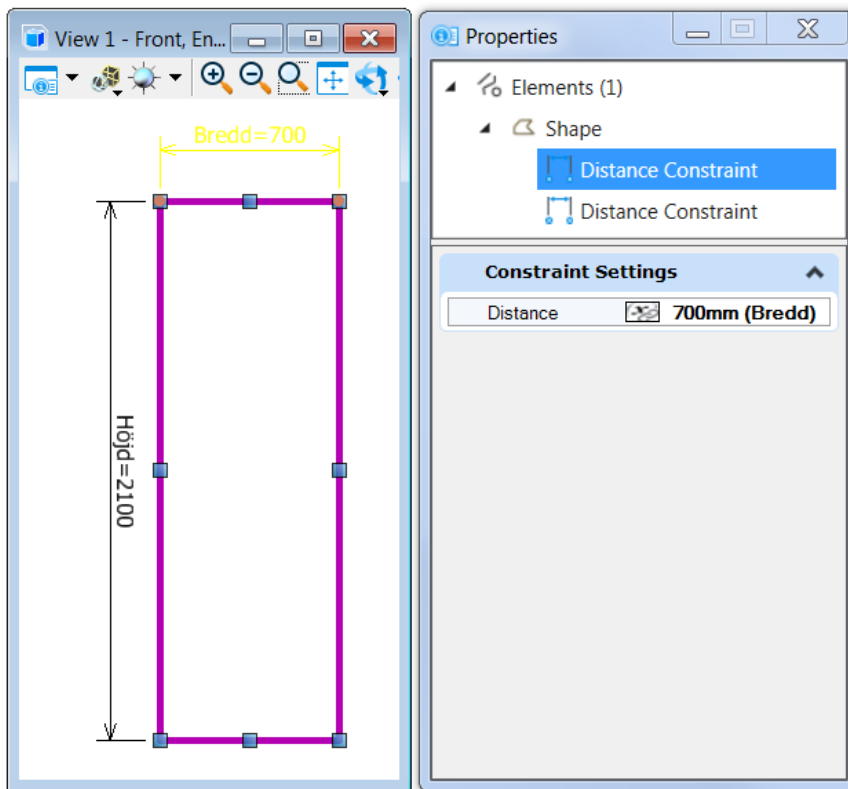 View 1 - Front, En...
Bredd=700
Höjd=2100
Properties
Elements (1)
Shape
Distance Constraint
Distance Constraint
Constraint Settings
Distance 700mm (Bredd)